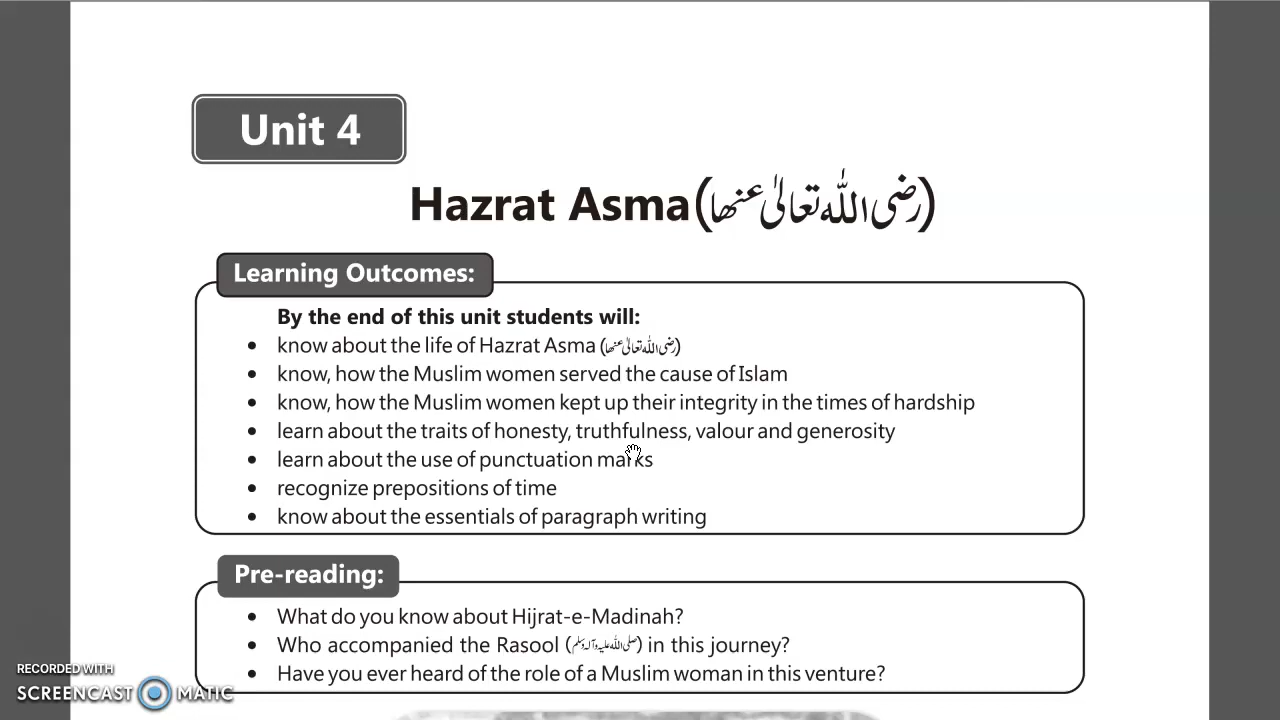 Unit 4
Hazrat Asma (رضی اللہ تعالیٰ عنھا)
Learning Outcomes:
By the end of this unit students will:
• know about the life of Hazrat Asma (رضی اللہ تعالیٰ عنھا)
• know, how the Muslim women served the cause of Islam
• know, how the Muslim women kept up their integrity in the times of hardship
• learn about the traits of honesty, truthfulness, valour and generosity
• learn about the use of punctuation marks
• recognize prepositions of time
• know about the essentials of paragraph writing
Pre-reading:
• What do you know about Hijrat-e-Madinah?
• Who accompanied the Rasool (صلی اللہ علیہ وآلہ وسلم) in this journey?
• Have you ever heard of the role of a Muslim woman in this venture?
RECORDED WITH
SCREENCAST MATIC